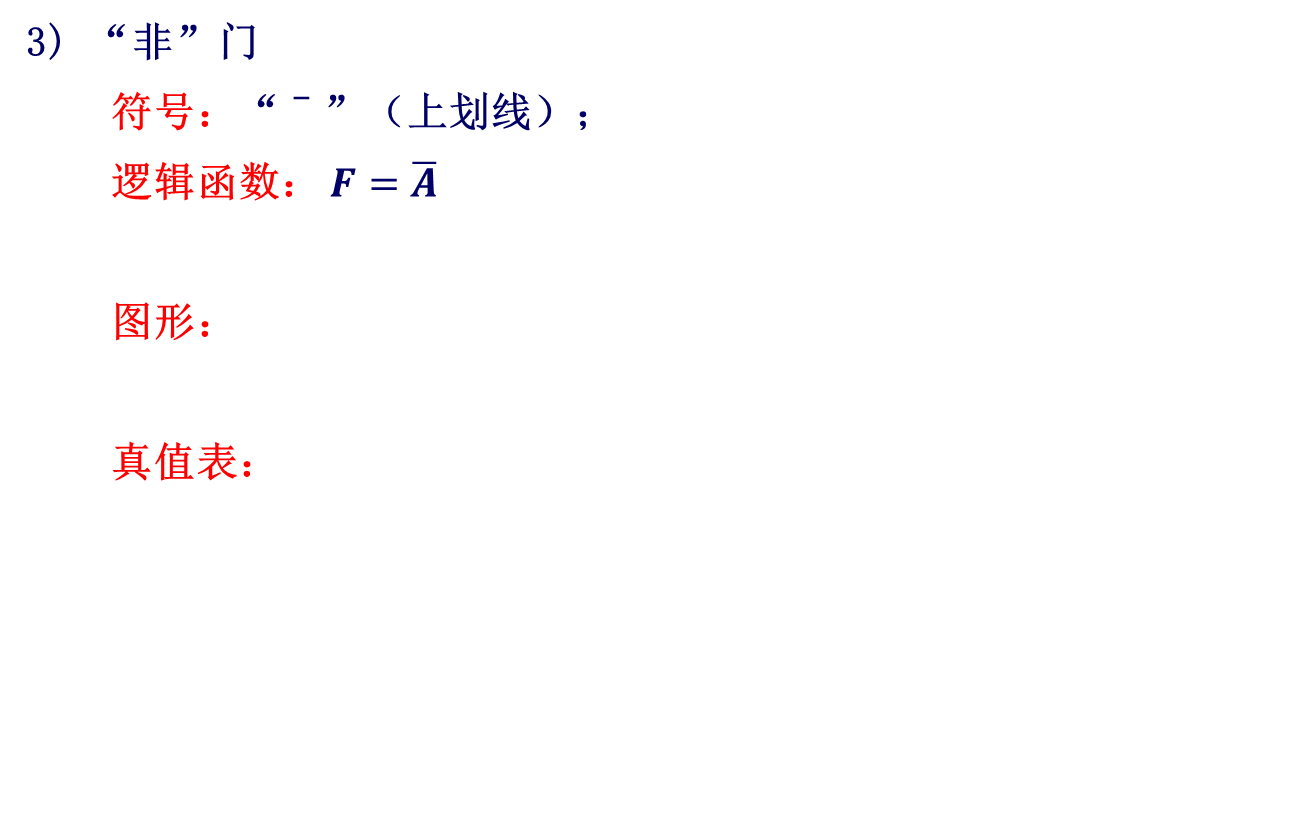 3）“非”门
符号：“ ‾ ”（上划线）；
逻辑函数： F = A̅
图形：
真值表：